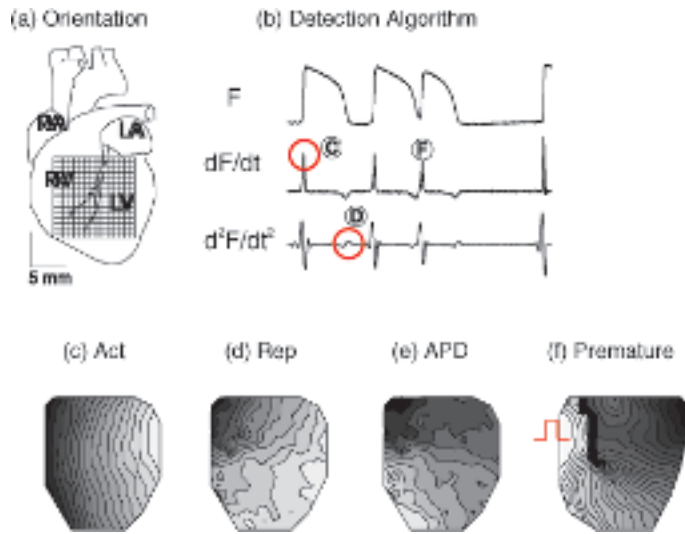 (a) Orientation
(b) Detection Algorithm
RA
LA
RV
LV
5 mm
F
dF/dt
C
F
d²F/dt²
D
(c) Act
(d) Rep
(e) APD
(f) Premature